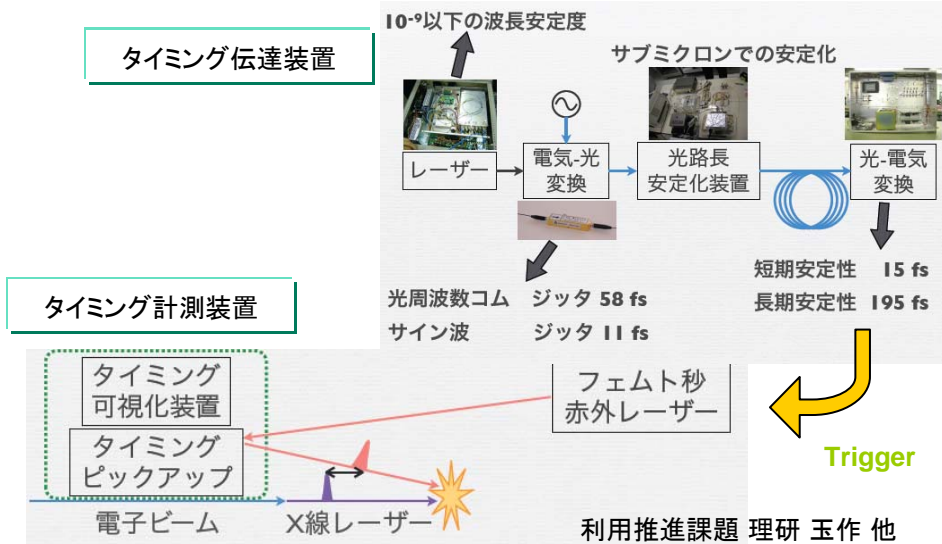 10⁻⁹以下の波長安定度
タイミング伝達装置
サブミクロンでの安定化
レーザー
電気-光
変換
光路長
安定化装置
光-電気
変換
短期安定性 15 fs
長期安定性 195 fs
光周波数コム ジッタ 58 fs
サイン波 ジッタ 11 fs
タイミング計測装置
タイミング
可視化装置
タイミング
ピックアップ
フェムト秒
赤外レーザー
Trigger
電子ビーム
X線レーザー
利用推進課題 理研 玉作 他